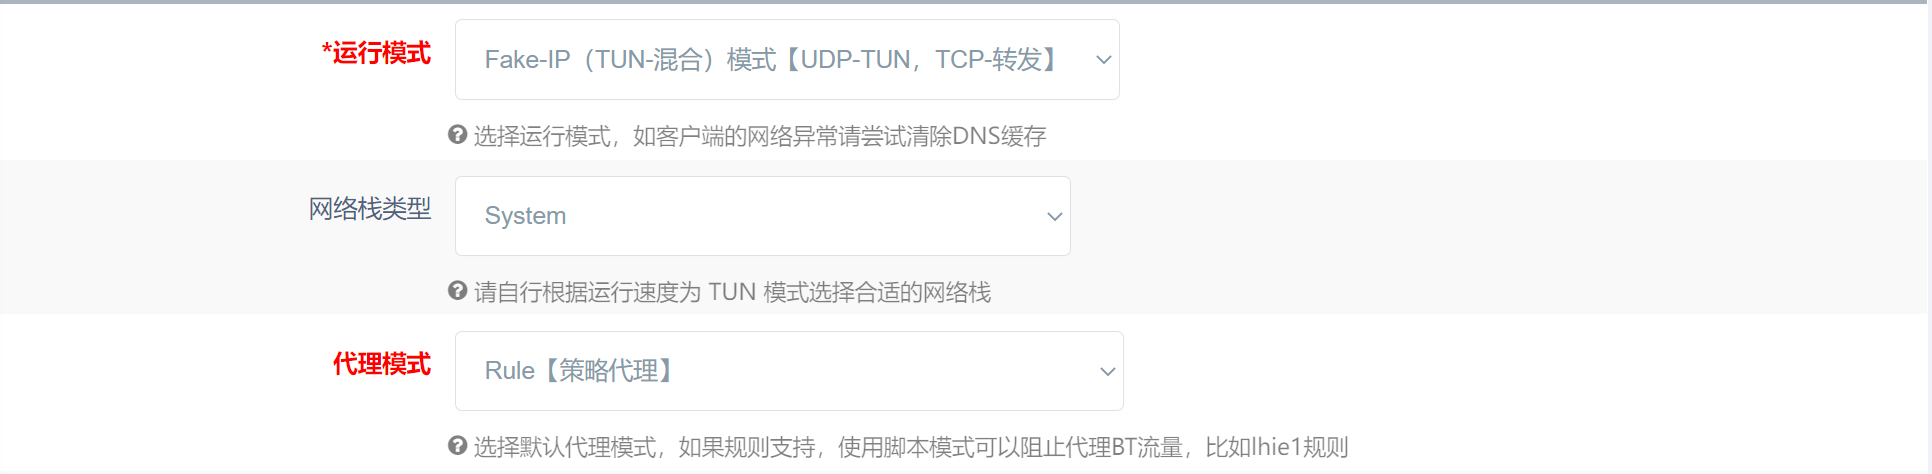 *运行模式
Fake-IP（TUN-混合）模式【UDP-TUN，TCP-转发】
选择运行模式，如客户端的网络异常请尝试清除DNS缓存
网络栈类型
System
请自行根据运行速度为 TUN 模式选择合适的网络栈
代理模式
Rule【策略代理】
选择默认代理模式，如果规则支持，使用脚本模式可以阻止代理BT流量，比如lhie1规则